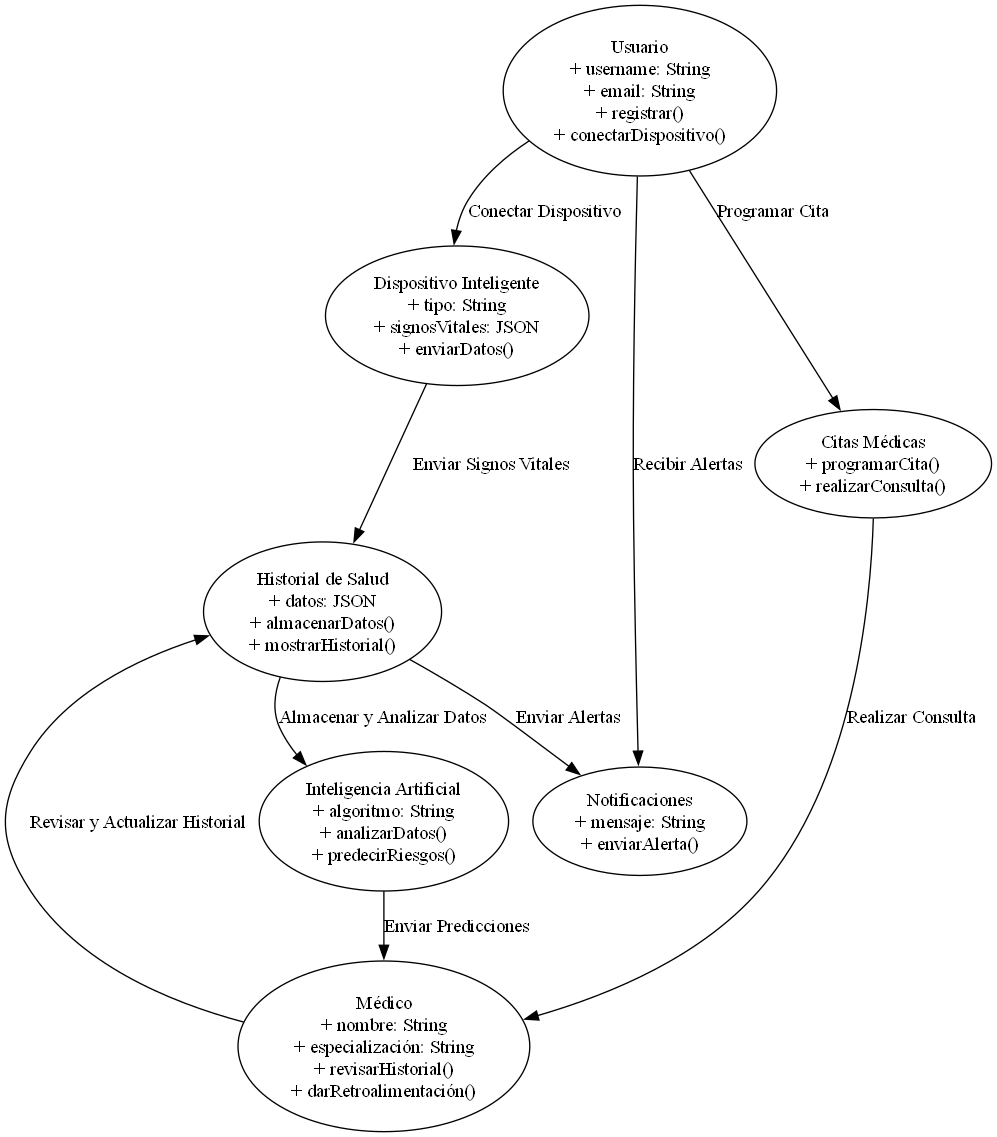 Usuario
+ username: String
+ email: String
+ registrar()
+ conectarDispositivo()
Conectar Dispositivo
Programar Cita
Dispositivo Inteligente
+ tipo: String
+ signosVitales: JSON
+ enviarDatos()
Citas Médicas
+ programarCita()
+ realizarConsulta()
Enviar Signos Vitales
Recibir Alertas
Historial de Salud
+ datos: JSON
+ almacenarDatos()
+ mostrarHistorial()
Almacenar y Analizar Datos
Enviar Alertas
Realizar Consulta
Revisar y Actualizar Historial
Inteligencia Artificial
+ algoritmo: String
+ analizarDatos()
+ predecirRiesgos()
Notificaciones
+ mensaje: String
+ enviarAlerta()
Enviar Predicciones
Médico
+ nombre: String
+ especialización: String
+ revisarHistorial()
+ darRetroalimentación()